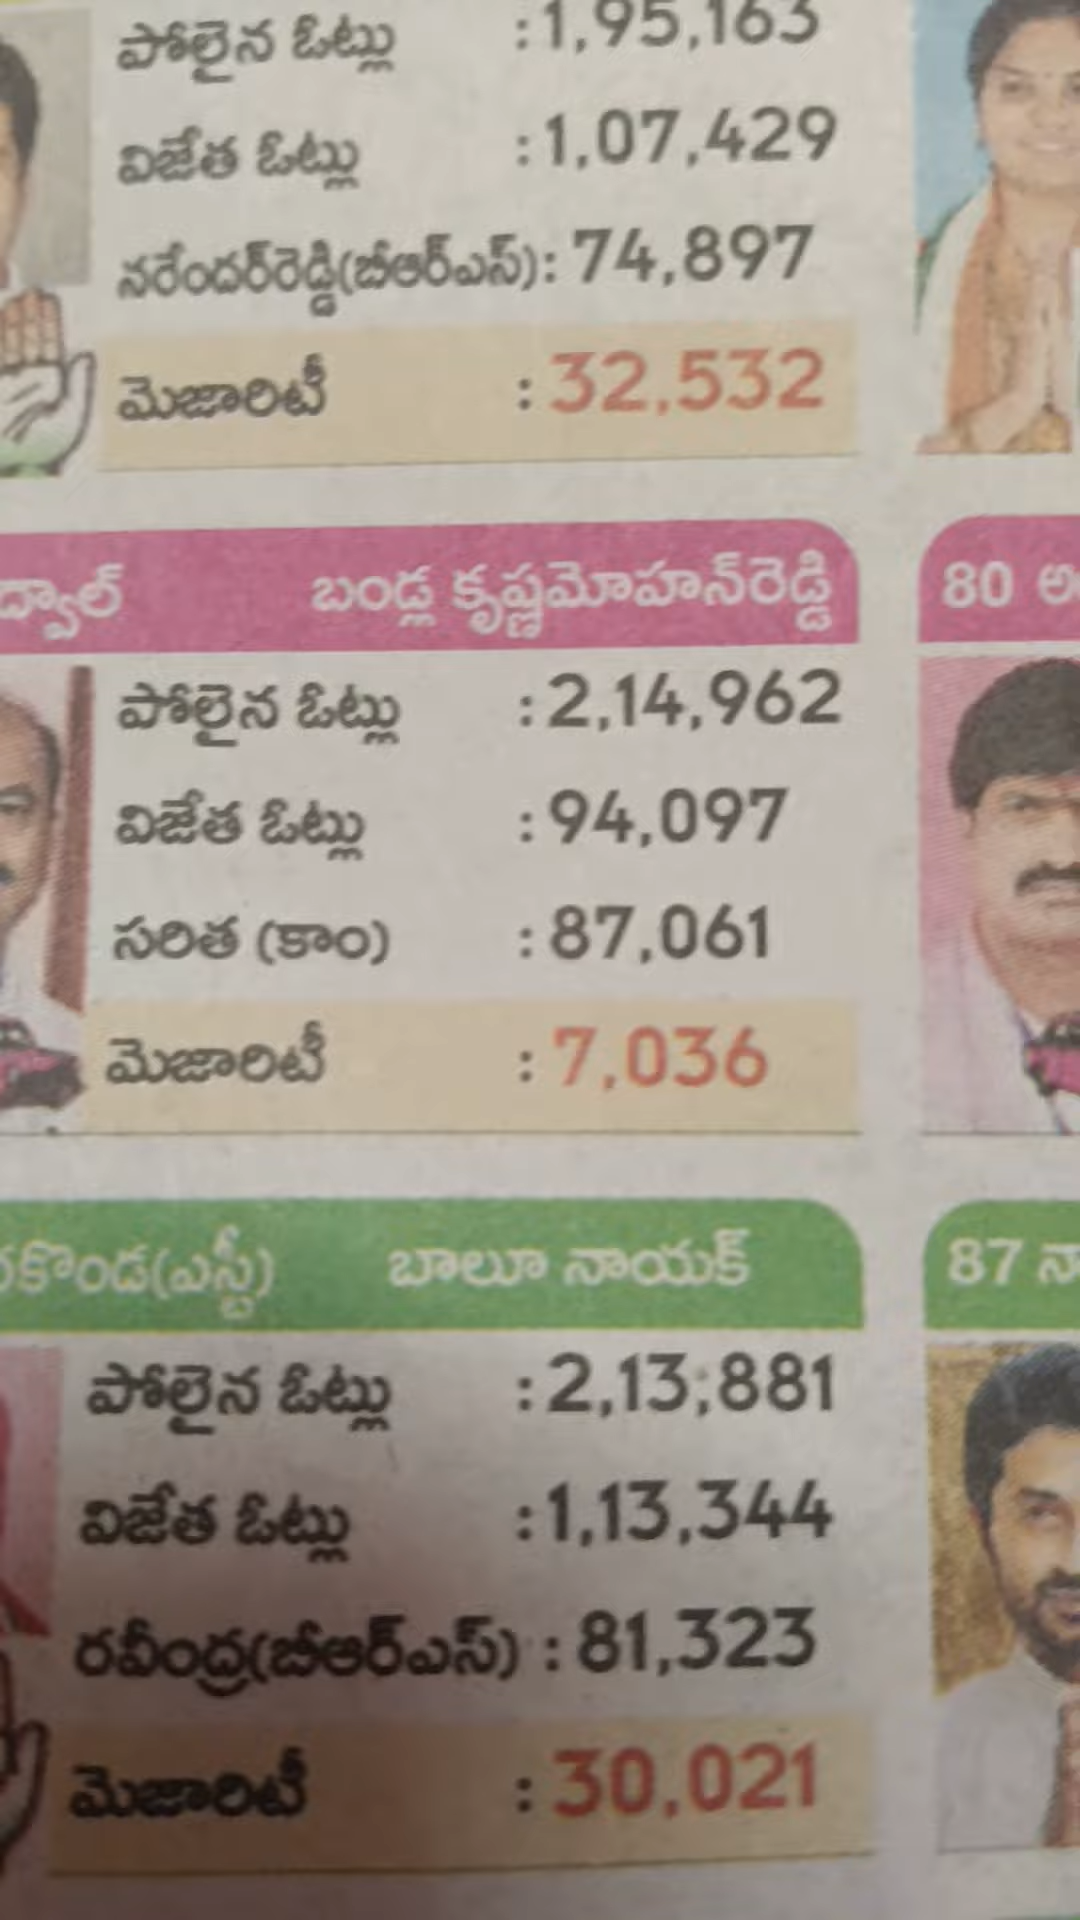 పోలైన ఓట్లు : 1,95,163
విజేత ఓట్లు : 1,07,429
నరేందర్‌రెడ్డి(బీఆర్ఎస్): 74,897
మెజారిటీ : 32,532
ద్వాల్ బండ్ల కృష్ణమోహన్‌రెడ్డి
80
పోలైన ఓట్లు : 2,14,962
విజేత ఓట్లు : 94,097
సరిత (కాం) : 87,061
మెజారిటీ : 7,036
కొండ(ఎస్టీ) బాలూ నాయక్
87 నా
పోలైన ఓట్లు : 2,13,881
విజేత ఓట్లు : 1,13,344
రవీంద్ర(బీఆర్ఎస్) : 81,323
మెజారిటీ : 30,021